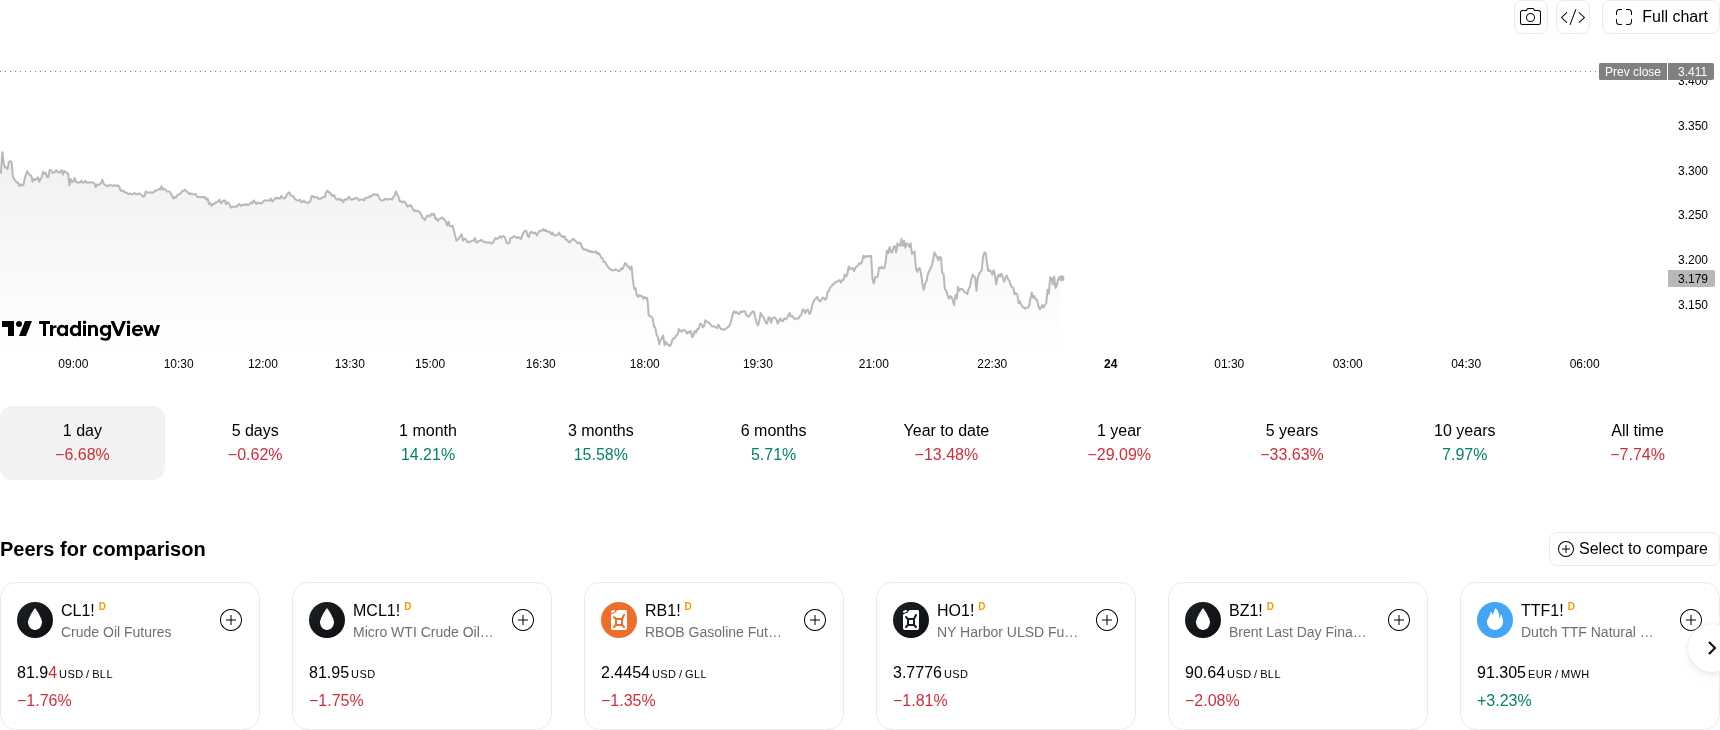 Full chart
Prev close 3.411
3.400
3.350
3.300
3.250
3.200
3.179
3.150
TradingView
09:00 10:30 12:00 13:30 15:00 16:30 18:00 19:30 21:00 22:30 24 01:30 03:00 04:30 06:00
1 day 5 days 1 month 3 months 6 months Year to date 1 year 5 years 10 years All time
−6.68% −0.62% 14.21% 15.58% 5.71% −13.48% −29.09% −33.63% 7.97% −7.74%
Peers for comparison
Select to compare
CL1! D
Crude Oil Futures
81.94 USD / BLL
−1.76%
MCL1! D
Micro WTI Crude Oil…
81.95 USD
−1.75%
RB1! D
RBOB Gasoline Fut…
2.4454 USD / GLL
−1.35%
HO1! D
NY Harbor ULSD Fu…
3.7776 USD
−1.81%
BZ1! D
Brent Last Day Fina…
90.64 USD / BLL
−2.08%
TTF1! D
Dutch TTF Natural …
91.305 EUR / MWH
+3.23%